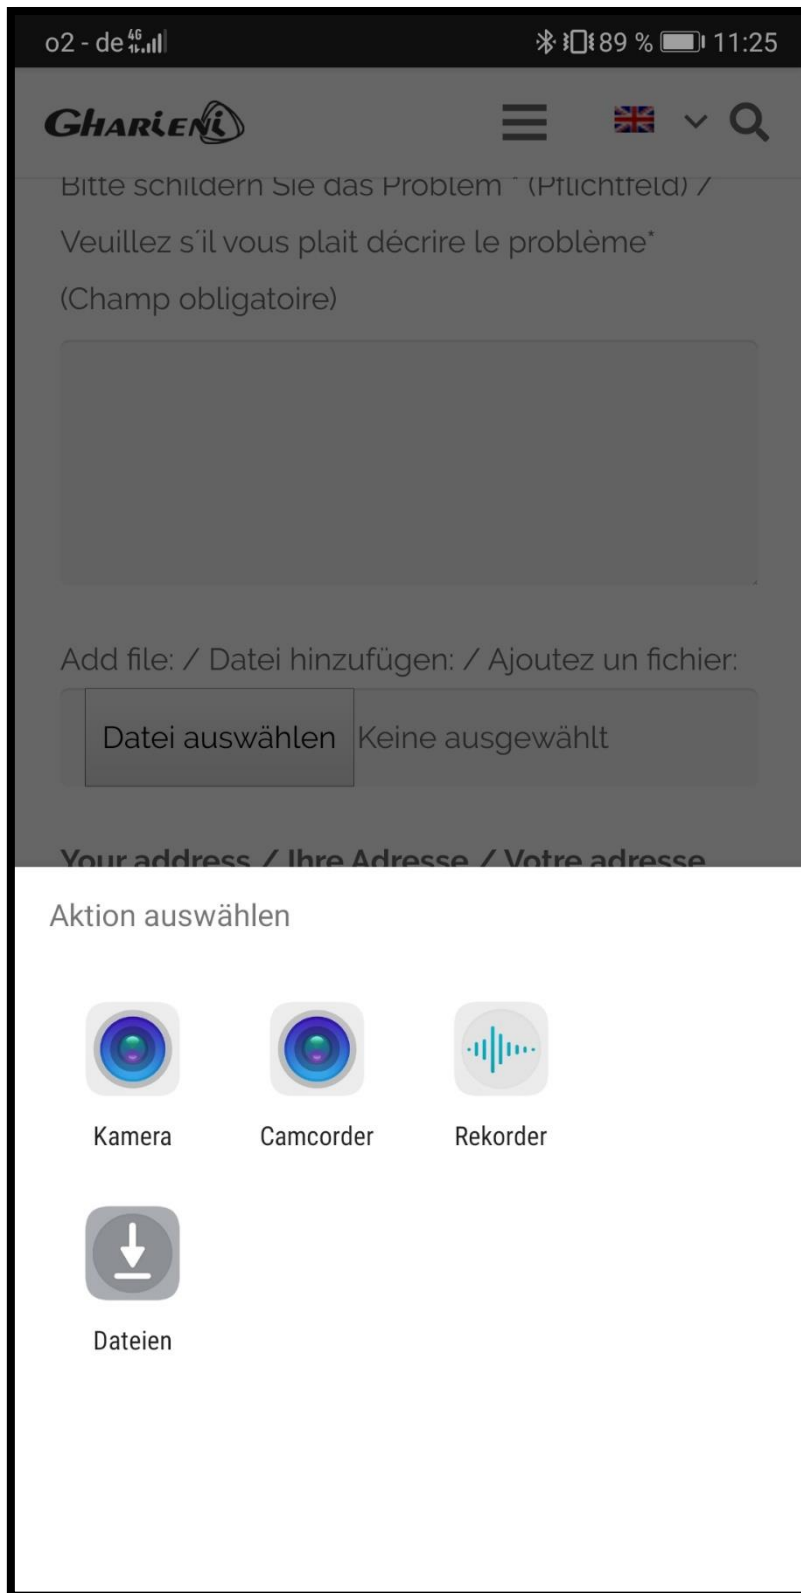 o2 - de 4G 89 % 11:25
GHARIENI
Bitte schildern Sie das Problem * (Pflichtfeld) /
Veuillez s´il vous plait décrire le problème*
(Champ obligatoire)
Add file: / Datei hinzufügen: / Ajoutez un fichier:
Datei auswählen Keine ausgewählt
Your address / Ihre Adresse / Votre adresse
Aktion auswählen
Kamera Camcorder Rekorder
Dateien